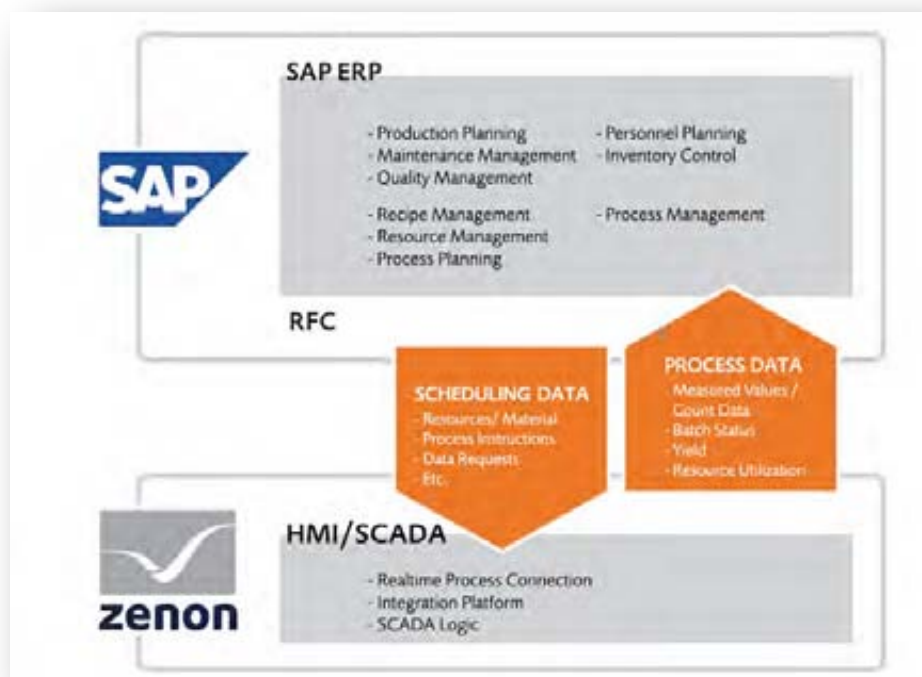 SAP ERP
- Production Planning
- Maintenance Management
- Quality Management
- Personnel Planning
- Inventory Control
- Recipe Management
- Resource Management
- Process Planning
- Process Management
SAP
RFC
SCHEDULING DATA
- Resources/ Material
- Process Instructions
- Data Requests
- Etc.
PROCESS DATA
- Measured Values /
Count Data
- Batch Status
- Yield
- Resource Utilization
HMI/SCADA
- Realtime Process Connection
- Integration Platform
- SCADA Logic
zenon